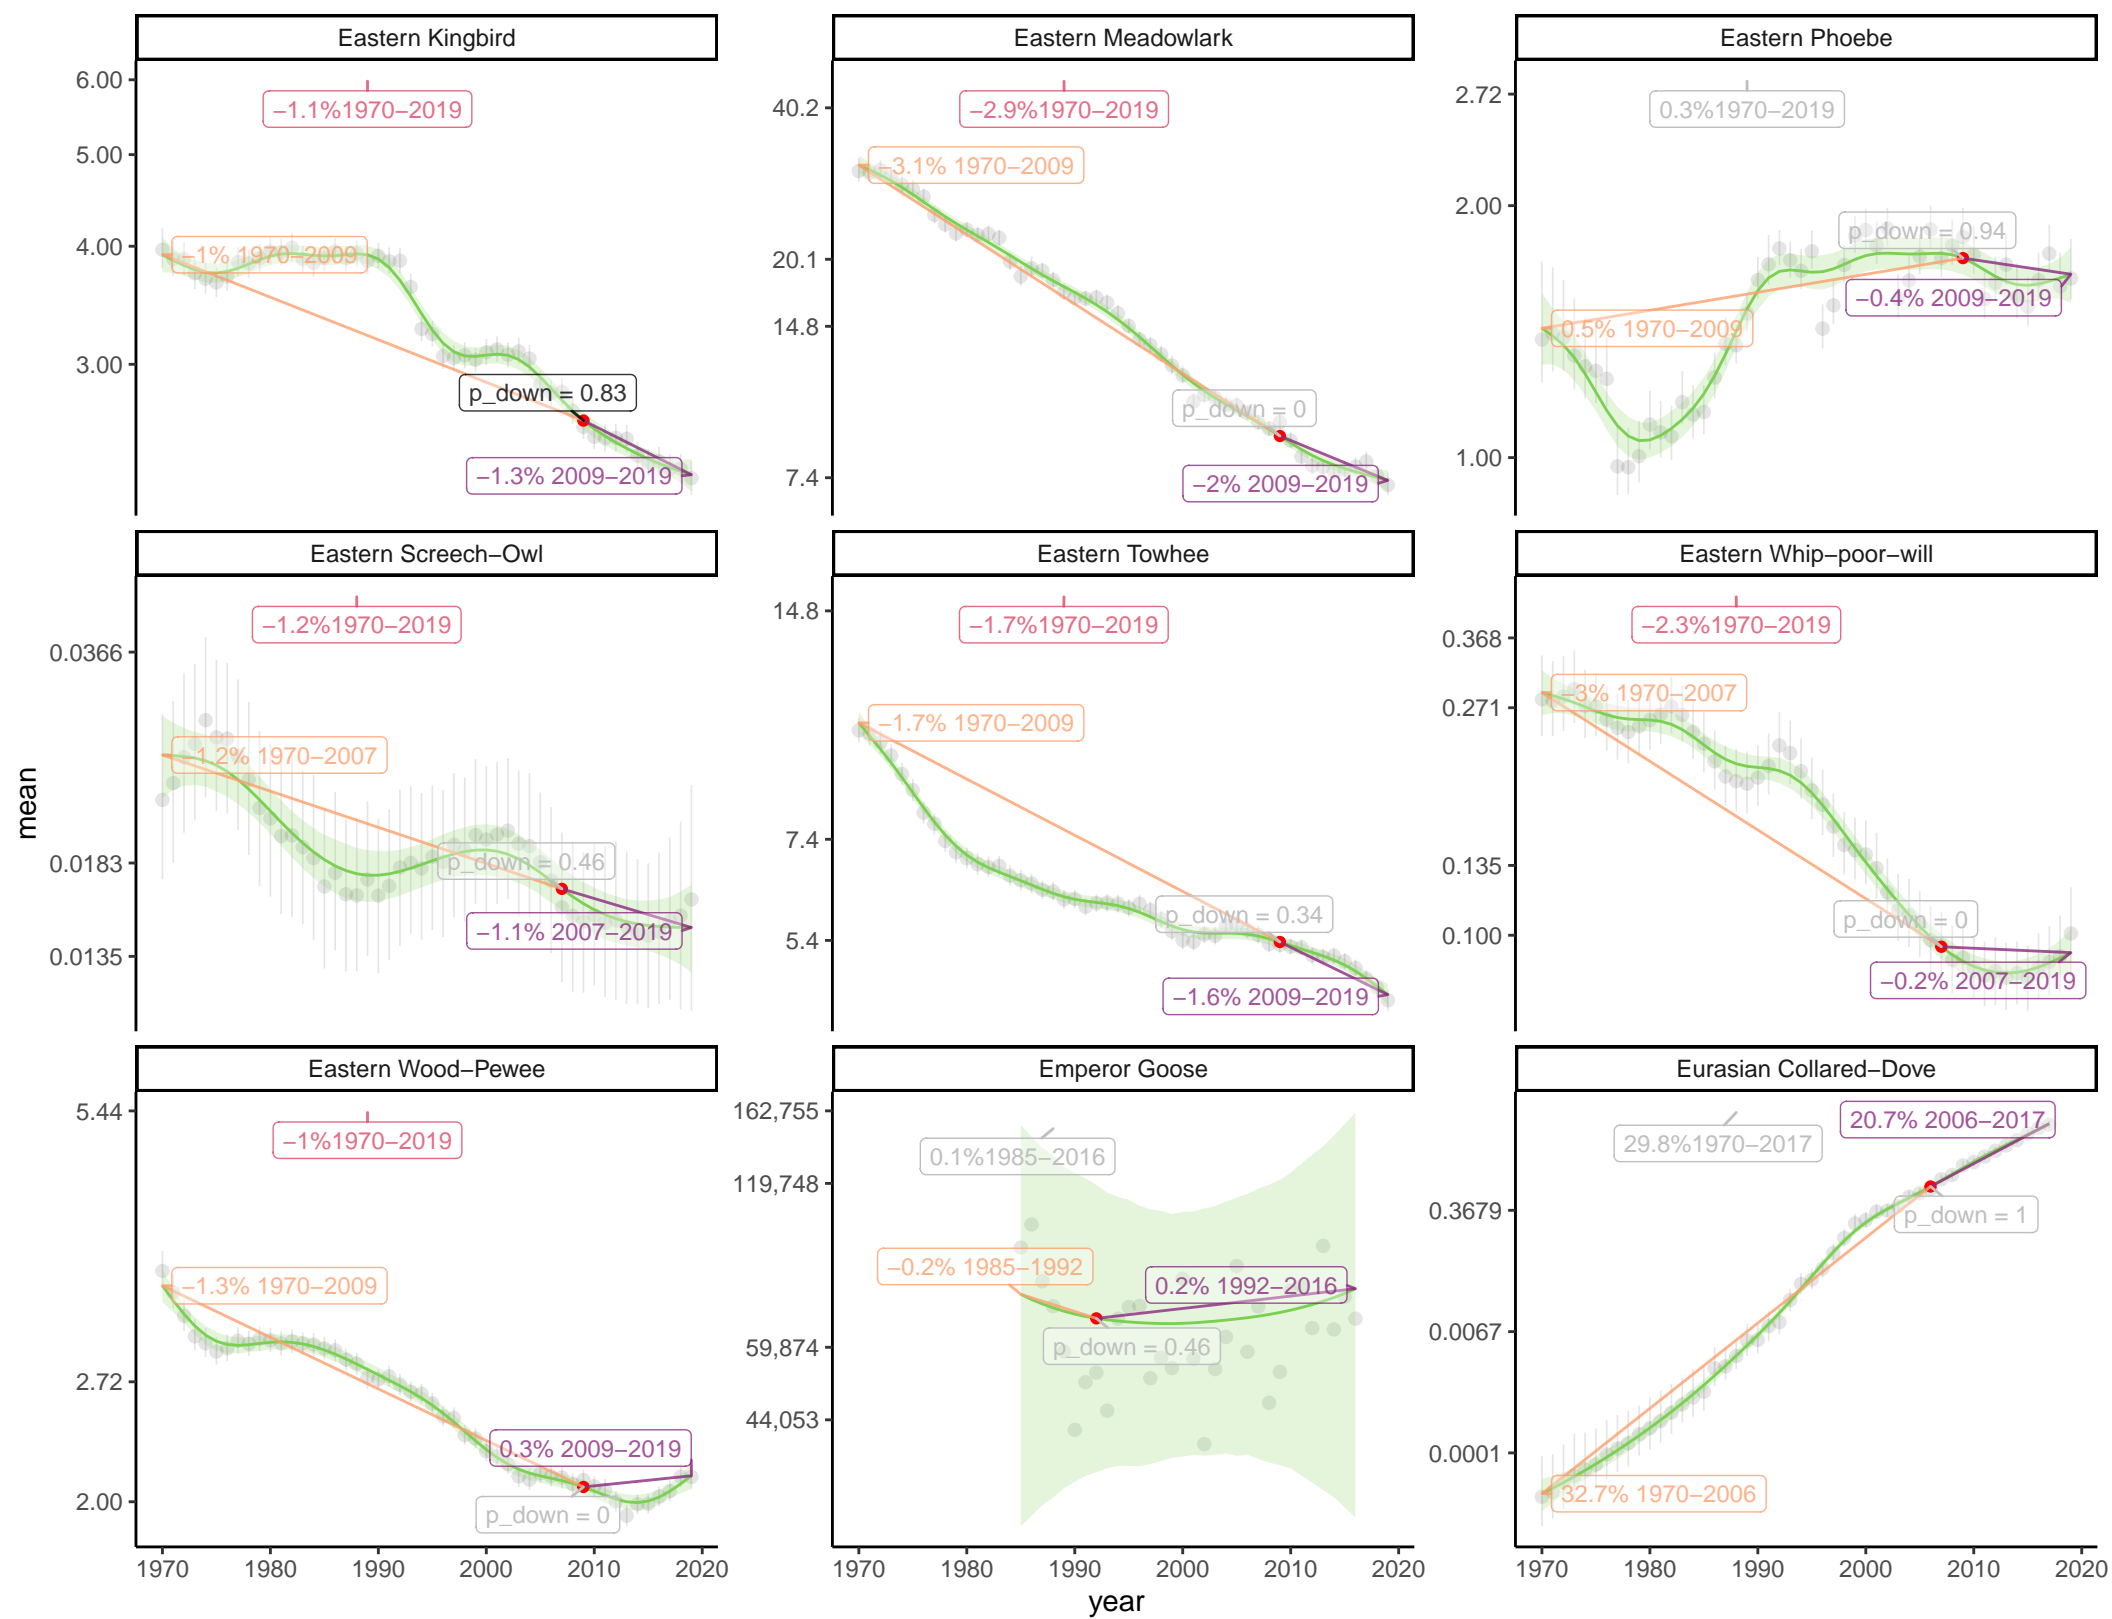 Eastern Kingbird
Eastern Meadowlark
Eastern Phoebe
6.00
5.00
4.00
3.00
−1.1%1970−2019
−1% 1970−2009
p_down = 0.83
−1.3% 2009−2019
40.2
20.1
14.8
7.4
−2.9%1970−2019
−3.1% 1970−2009
p_down = 0
−2% 2009−2019
2.72
2.00
1.00
0.3%1970−2019
p_down = 0.94
−0.4% 2009−2019
0.5% 1970−2009
Eastern Screech−Owl
Eastern Towhee
Eastern Whip−poor−will
mean
0.0366
0.0183
0.0135
−1.2%1970−2019
−1.2% 1970−2007
p_down = 0.46
−1.1% 2007−2019
14.8
7.4
5.4
−1.7%1970−2019
−1.7% 1970−2009
p_down = 0.34
−1.6% 2009−2019
0.368
0.271
0.135
0.100
−2.3%1970−2019
−3% 1970−2007
p_down = 0
−0.2% 2007−2019
Eastern Wood−Pewee
Emperor Goose
Eurasian Collared−Dove
5.44
2.72
2.00
−1%1970−2019
−1.3% 1970−2009
0.3% 2009−2019
p_down = 0
162,755
119,748
59,874
44,053
0.1%1985−2016
−0.2% 1985−1992
0.2% 1992−2016
p_down = 0.46
0.3679
0.0067
0.0001
20.7% 2006−2017
29.8%1970−2017
p_down = 1
32.7% 1970−2006
1970 1980 1990 2000 2010 2020
1970 1980 1990 2000 2010 2020
1970 1980 1990 2000 2010 2020
year